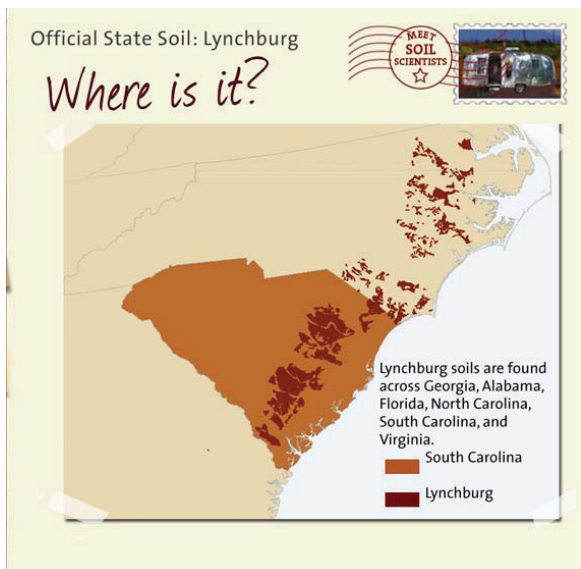 Official State Soil: Lynchburg
Where is it?
MEET
SOIL
SCIENTISTS
Lynchburg soils are found
across Georgia, Alabama,
Florida, North Carolina,
South Carolina, and
Virginia.
South Carolina
Lynchburg